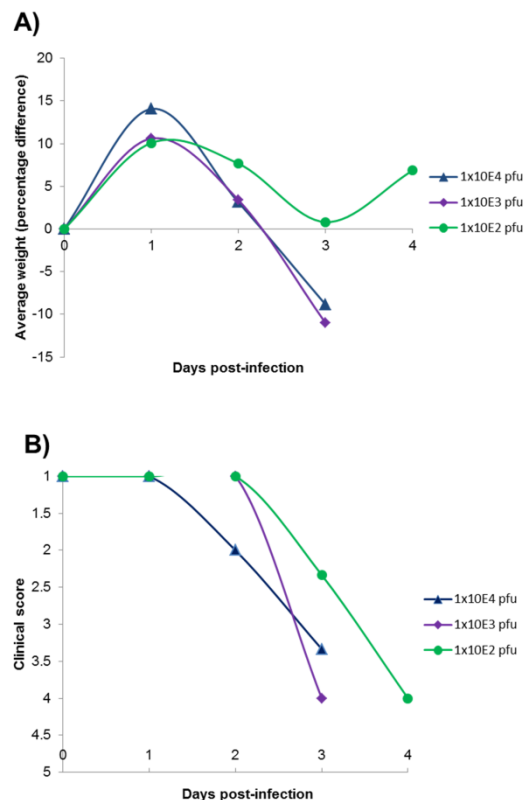 A)
Average weight (percentage difference)
20
15
10
5
0
-5
-10
-15
0 1 2 3 4
Days post-infection
1x10E4 pfu
1x10E3 pfu
1x10E2 pfu
B)
Clinical score
1
1.5
2
2.5
3
3.5
4
4.5
5
0 1 2 3 4
Days post-infection
1x10E4 pfu
1x10E3 pfu
1x10E2 pfu